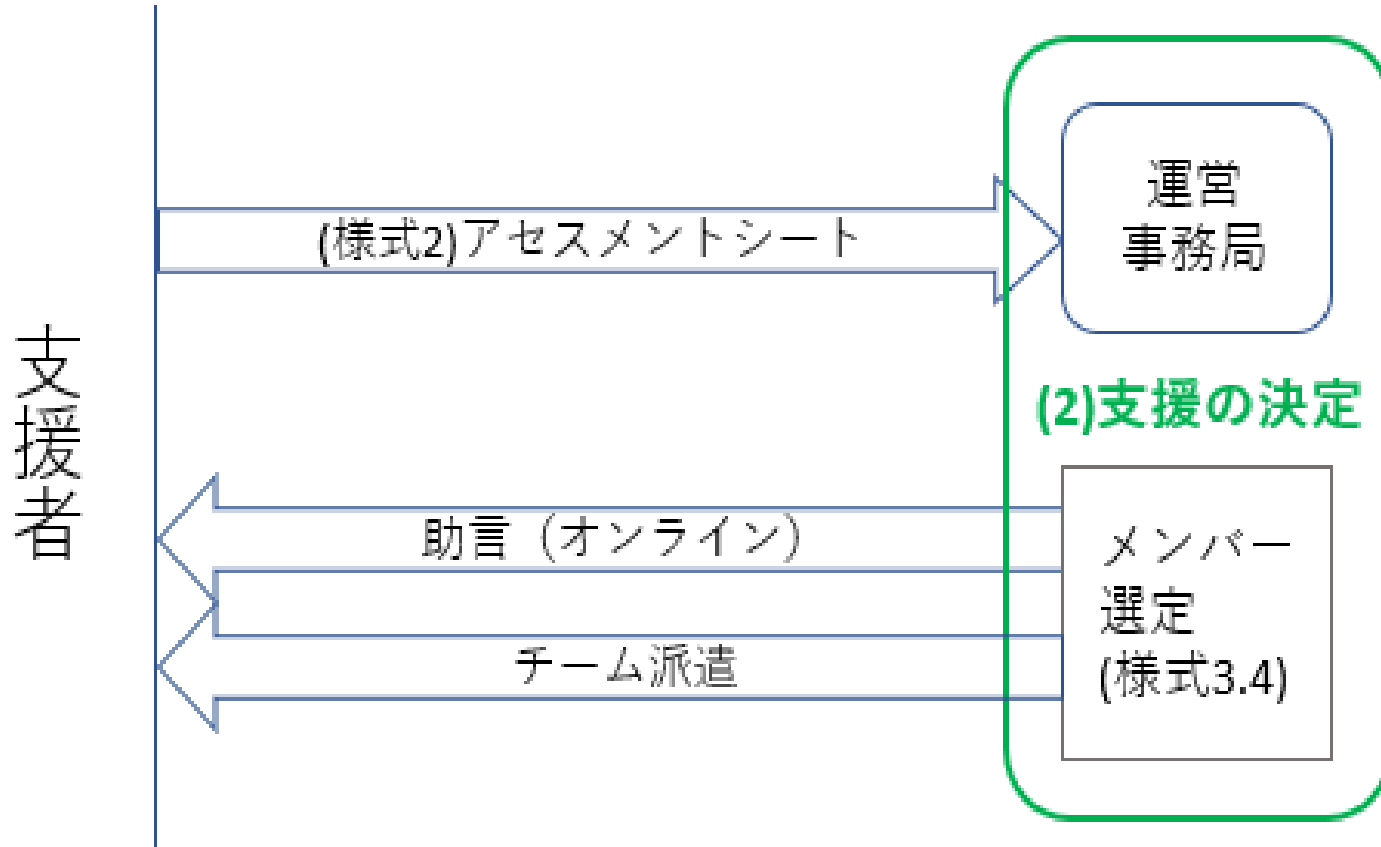 支援者
(様式2)アセスメントシート
運営
事務局
(2)支援の決定
助言（オンライン）
チーム派遣
メンバー
選定
(様式3.4)